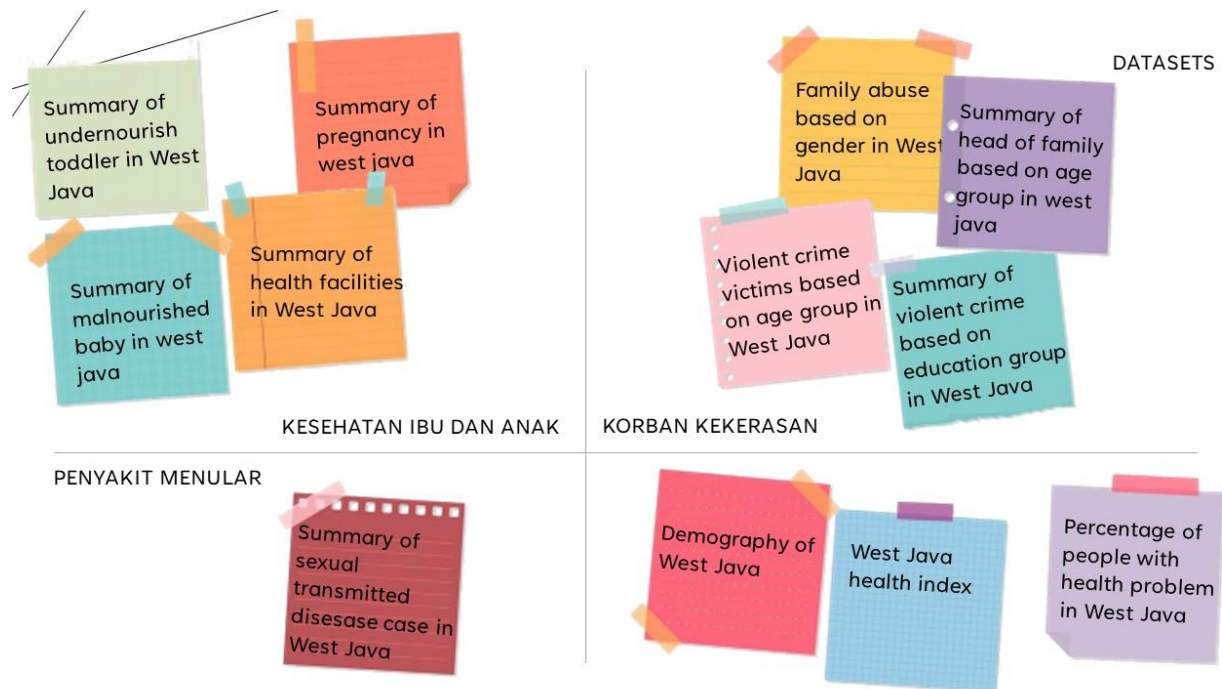 DATASETS
Summary of
undernourish
toddler in West
Java
Summary of
pregnancy in
west java
Summary of
malnourished
baby in west
java
Summary of
health facilities
in West Java
KESEHATAN IBU DAN ANAK
Family abuse
based on
gender in West
Java
Summary of
head of family
based on age
group in west
java
Violent crime
victims based
on age group in
West Java
Summary of
violent crime
based on
education group
in West Java
KORBAN KEKERASAN
PENYAKIT MENULAR
Summary of
sexual
transmitted
disesase case in
West Java
Demography of
West Java
West Java
health index
Percentage of
people with
health problem
in West Java